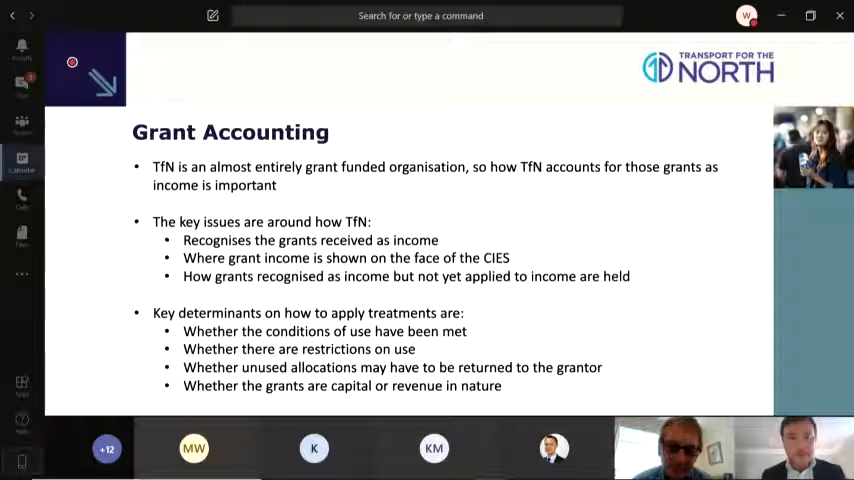 Search for or type a command
W
TRANSPORT FOR THE
NORTH
Grant Accounting
• TfN is an almost entirely grant funded organisation, so how TfN accounts for those grants as
income is important
• The key issues are around how TfN:
• Recognises the grants received as income
• Where grant income is shown on the face of the CIES
• How grants recognised as income but not yet applied to income are held
• Key determinants on how to apply treatments are:
• Whether the conditions of use have been met
• Whether there are restrictions on use
• Whether unused allocations may have to be returned to the grantor
• Whether the grants are capital or revenue in nature
+12
MW
K
KM